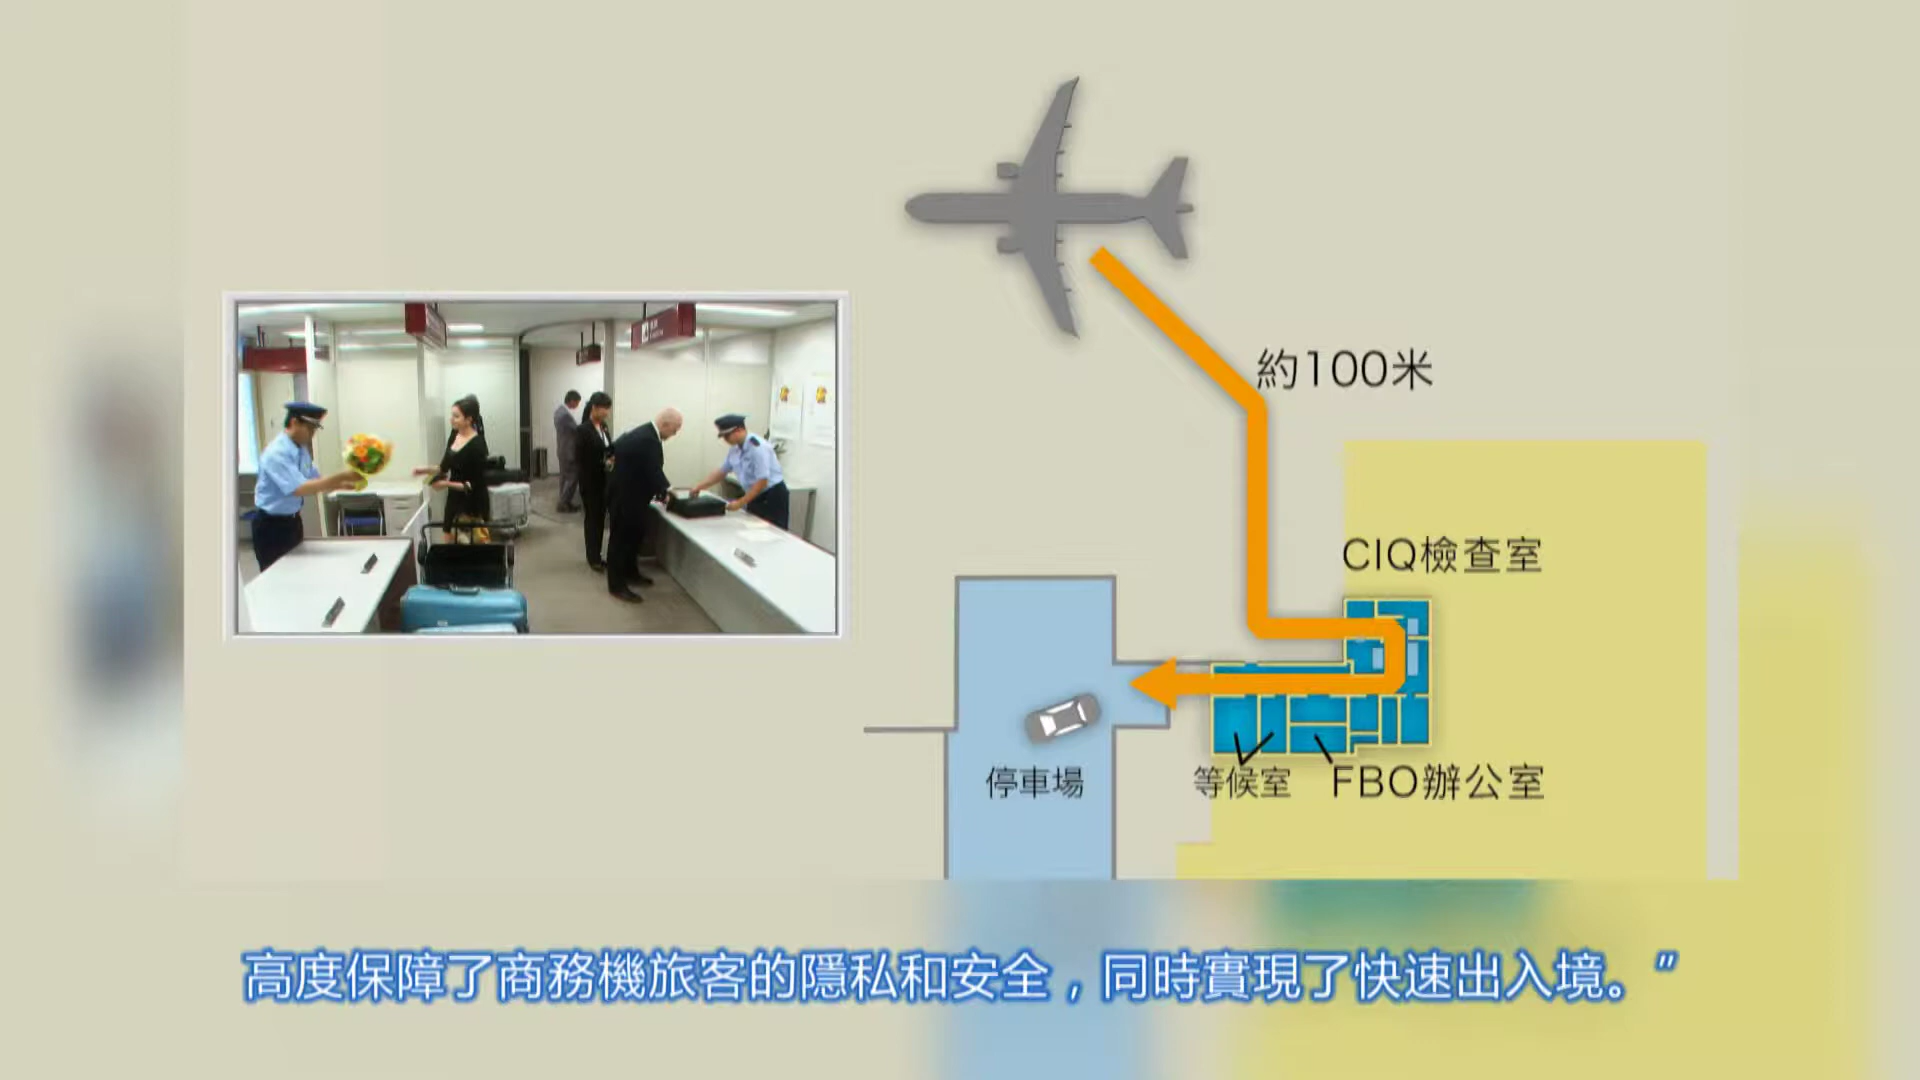 約100米
CIQ檢查室
停車場
等候室
FBO辦公室
高度保障了商務機旅客的隱私和安全，同時實現了快速出入境。”